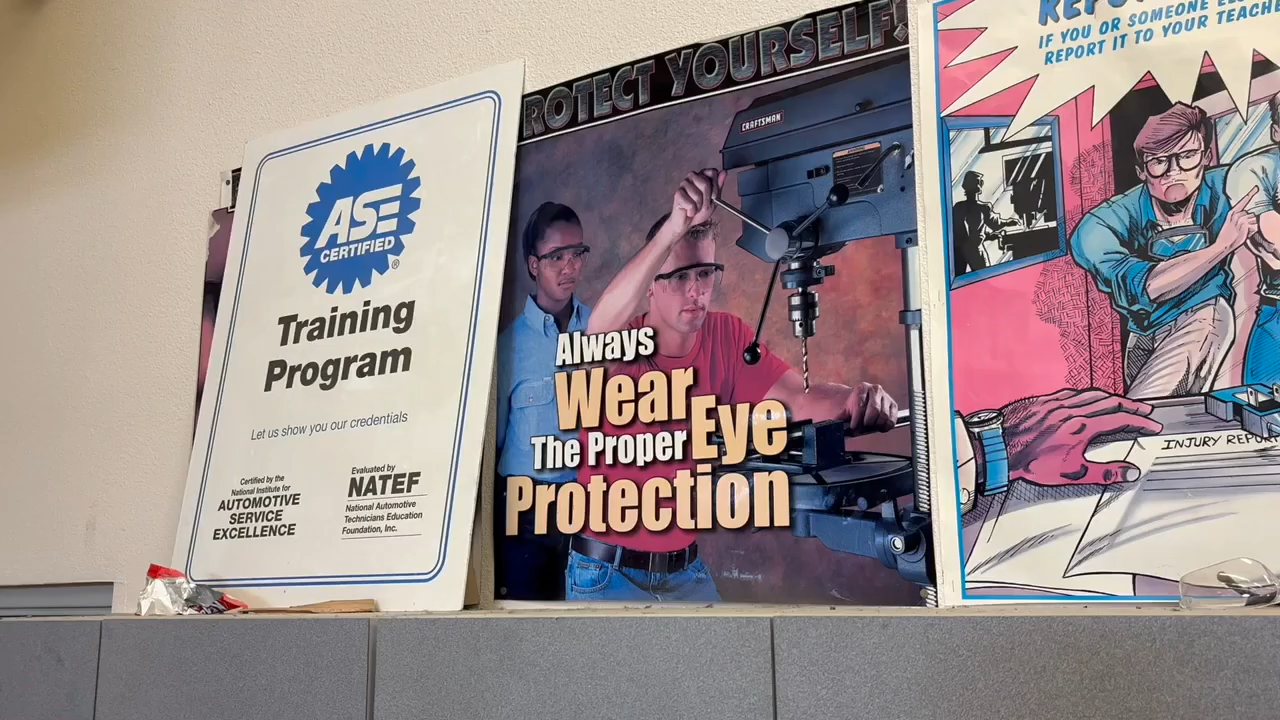 ASE
CERTIFIED
®
Training
Program
Let us show you our credentials
Certified by the
National Institute for
AUTOMOTIVE
SERVICE
EXCELLENCE
Evaluated by
NATEF
National Automotive
Technicians Education
Foundation, Inc.
ROTECT YOURSELF!
CRAFTSMAN
Always
Wear
The Proper Eye
Protection
IF YOU OR SOMEONE EL
REPORT IT TO YOUR TEACHE
INJURY REPORT